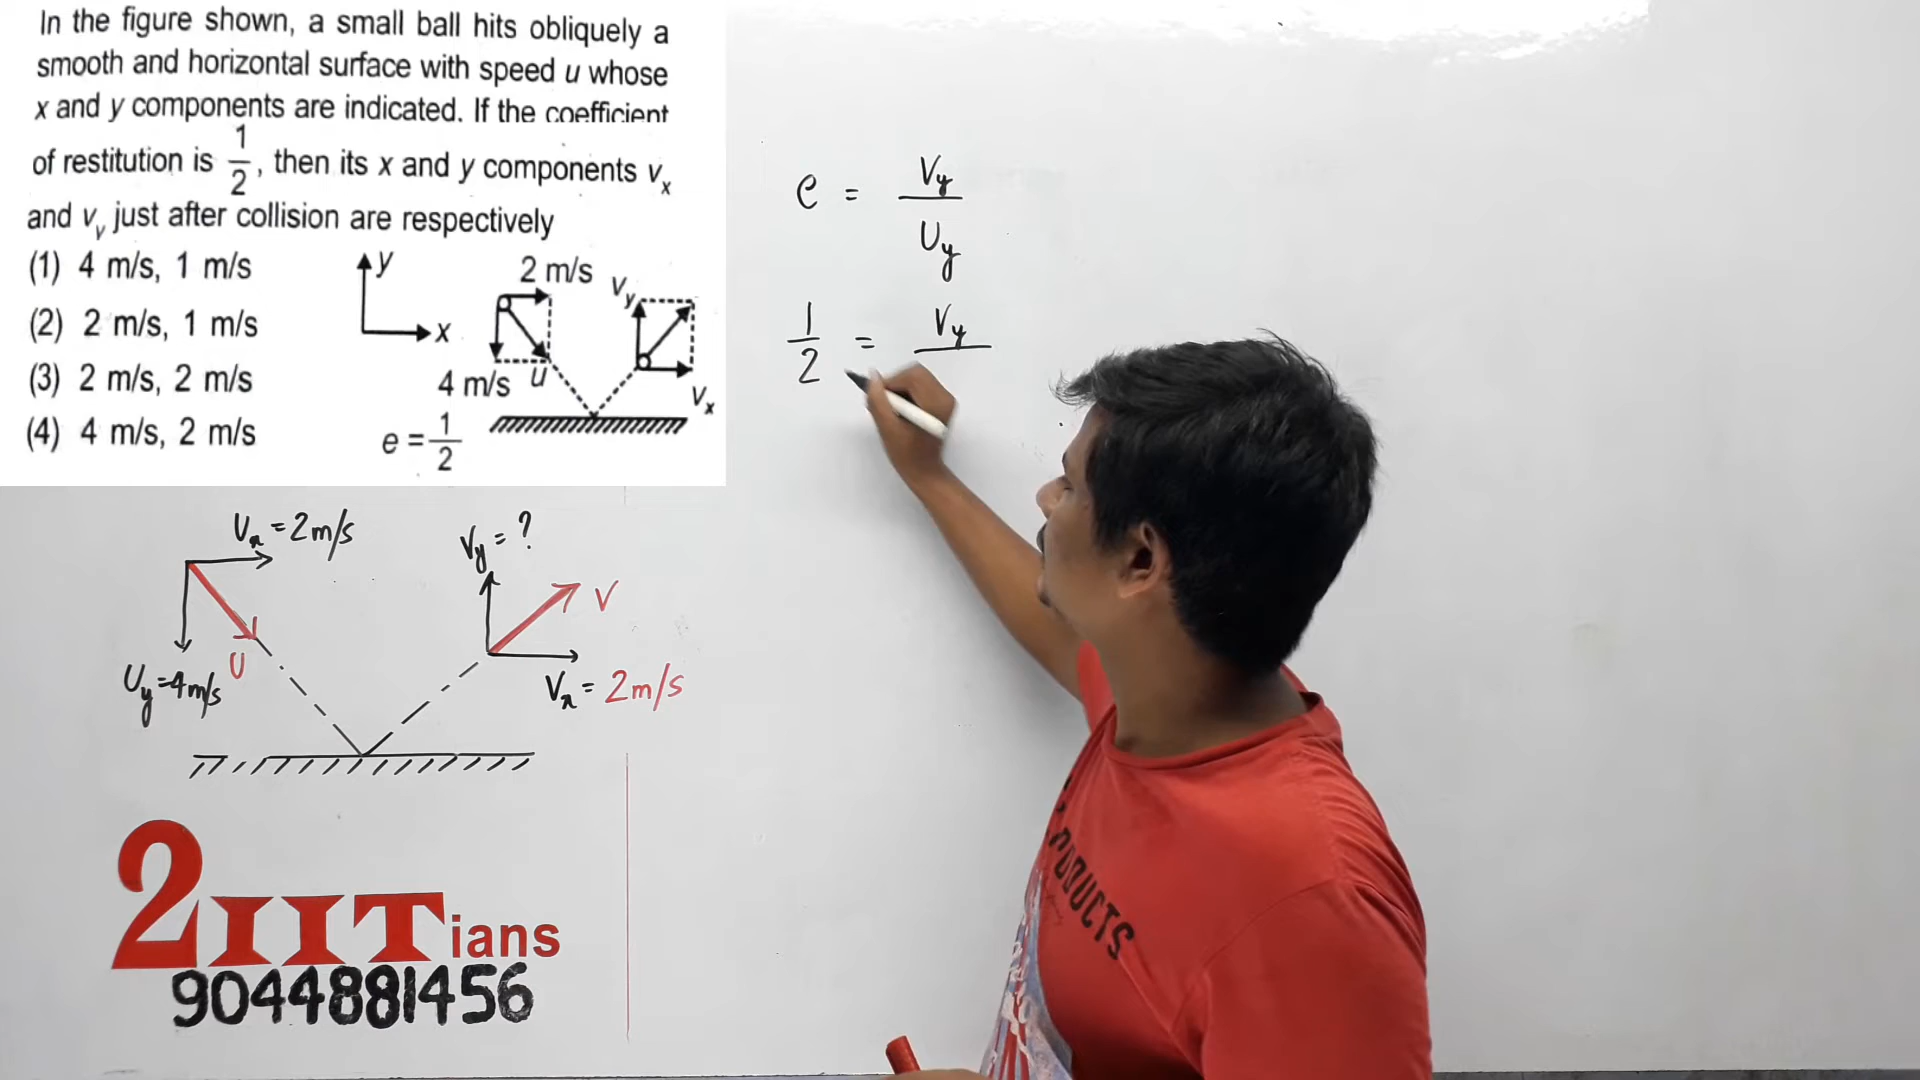 In the figure shown, a small ball hits obliquely a
smooth and horizontal surface with speed u whose
x and y components are indicated. If the coefficient
of restitution is 1/2, then its x and y components vx
and vy just after collision are respectively
(1) 4 m/s, 1 m/s
(2) 2 m/s, 1 m/s
(3) 2 m/s, 2 m/s
(4) 4 m/s, 2 m/s
y
x
2 m/s
4 m/s
u
vy
vx
e = 1/2
Ux = 2m/s
Uy = 4m/s
U
Vy = ?
V
Vx = 2m/s
e = Vy/Uy
1/2 = Vy
2IITians
9044881456
PRODUCTS